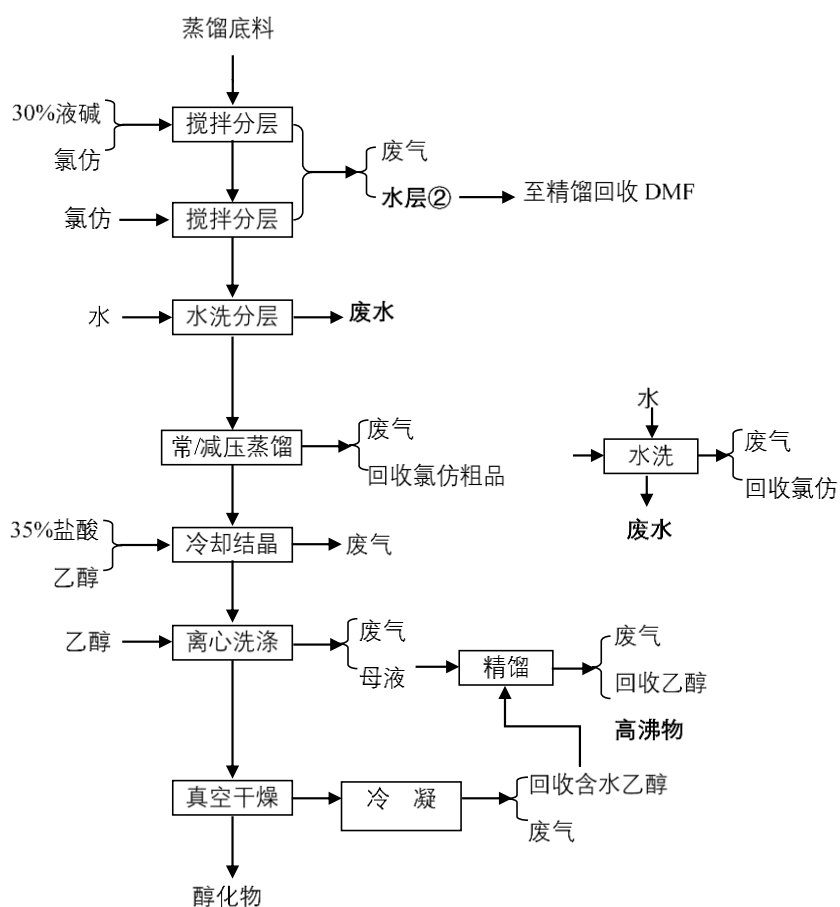 蒸馏底料
30%液碱
氯仿
搅拌分层
废气
水层②
至精馏回收 DMF
氯仿
搅拌分层
水
水洗分层
废水
常/减压蒸馏
废气
回收氯仿粗品
水
水洗
废气
回收氯仿
废水
35%盐酸
乙醇
冷却结晶
废气
乙醇
离心洗涤
废气
母液
精馏
废气
回收乙醇
高沸物
真空干燥
冷 凝
回收含水乙醇
废气
醇化物